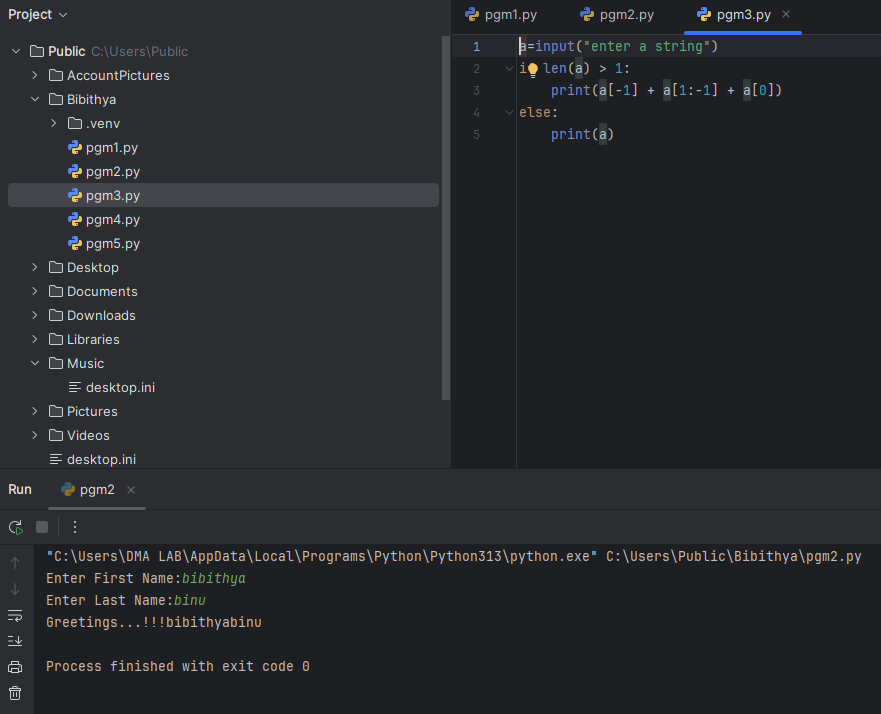 Project
Public C:\Users\Public
AccountPictures
Bibithya
.venv
pgm1.py
pgm2.py
pgm3.py
pgm4.py
pgm5.py
Desktop
Documents
Downloads
Libraries
Music
desktop.ini
Pictures
Videos
desktop.ini
pgm1.py pgm2.py pgm3.py
1 a=input("enter a string")
2 i len(a) > 1:
3 print(a[-1] + a[1:-1] + a[0])
4 else:
5 print(a)
Run pgm2
"C:\Users\DMA LAB\AppData\Local\Programs\Python\Python313\python.exe" C:\Users\Public\Bibithya\pgm2.py
Enter First Name:bibithya
Enter Last Name:binu
Greetings...!!!bibithyabinu
Process finished with exit code 0